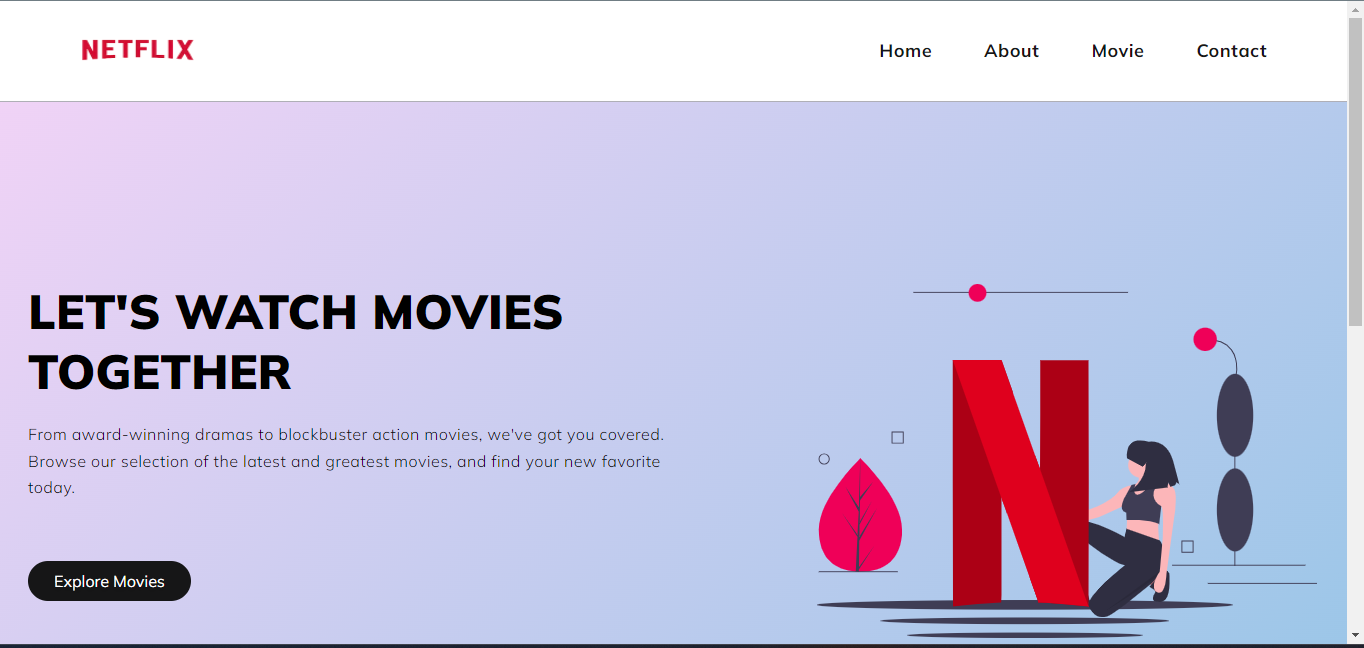 NETFLIX
Home About Movie Contact
LET'S WATCH MOVIES
TOGETHER
From award-winning dramas to blockbuster action movies, we've got you covered.
Browse our selection of the latest and greatest movies, and find your new favorite
today.
Explore Movies
N